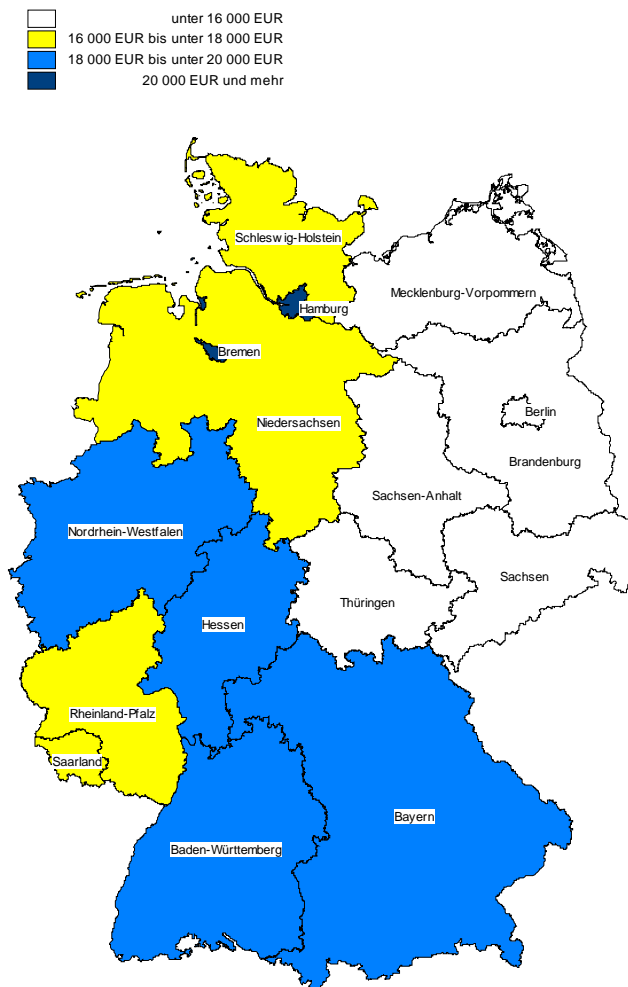 unter 16 000 EUR
16 000 EUR bis unter 18 000 EUR
18 000 EUR bis unter 20 000 EUR
20 000 EUR und mehr
Schleswig-Holstein
Mecklenburg-Vorpommern
Hamburg
Bremen
Berlin
Niedersachsen
Brandenburg
Sachsen-Anhalt
Nordrhein-Westfalen
Sachsen
Thüringen
Hessen
Rheinland-Pfalz
Saarland
Bayern
Baden-Württemberg